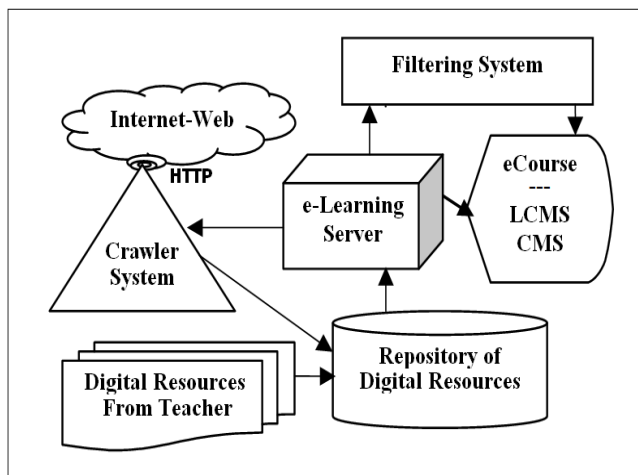 Filtering System
Internet-Web
HTTP
eCourse
---
LCMS
CMS
e-Learning
Server
Crawler
System
Repository of
Digital Resources
Digital Resources
From Teacher